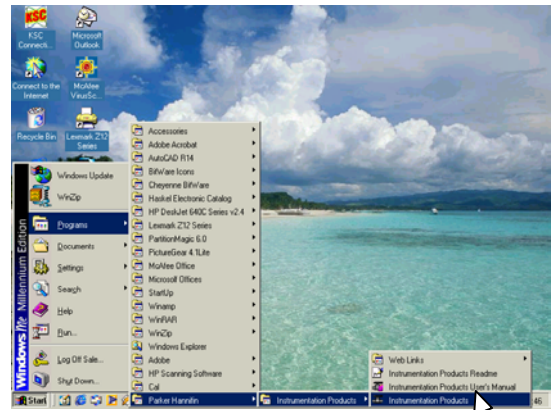 KSC
KSC
Connecti...
Microsoft
Outlook
Connect to the
Internet
McAfee
VirusSc...
Recycle Bin
Lexmark Z12
Series
Windows Update
WinZip
Programs
Documents
Settings
Search
Help
Run...
Log Off Sale...
Shut Down...
Windows Me Millennium Edition
Accessories
Adobe Acrobat
AutoCAD R14
BifWare Icons
Cheyenne BitWare
Haskel Electronic Catalog
HP DeskJet 640C Series v2.4
Lexmark Z12 Series
PartitionMagic 6.0
PictureGear 4.1Lite
McAfee Office
Microsoft Offices
StartUp
Winamp
WinRAR
WinZip
Windows Explorer
Adobe
HP Scanning Software
Cal
Parker Hannifin
Instrumentation Products
Web Links
Instrumentation Products Readme
Instrumentation Products User's Manual
Instrumentation Products
Start
46